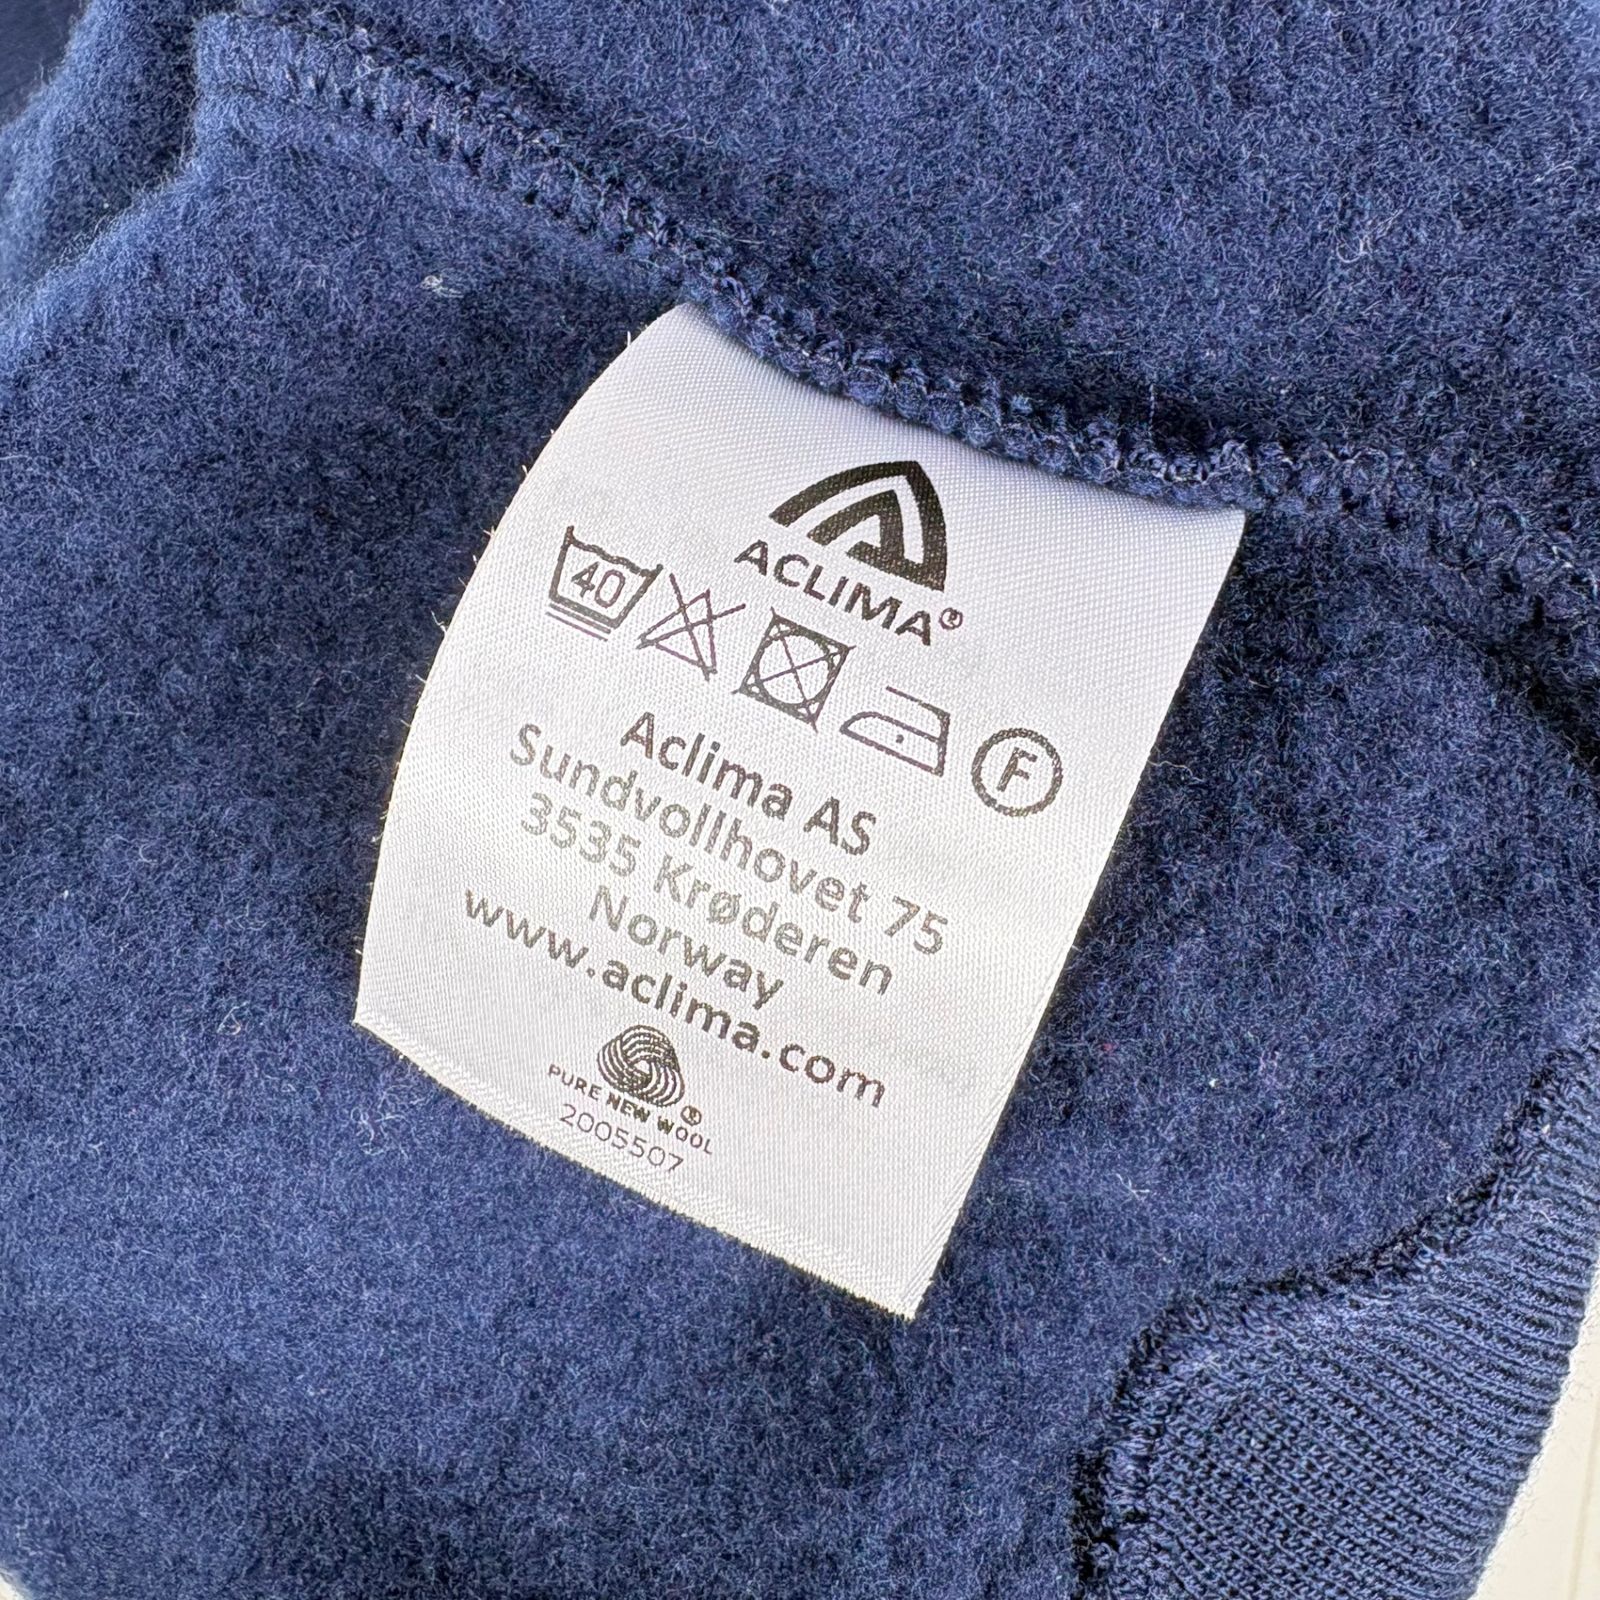 ACLIMA®
40
F
Aclima AS
Sundvollhovet 75
3535 Krøderen
Norway
www.aclima.com
PURE NEW WOOL®
2005507